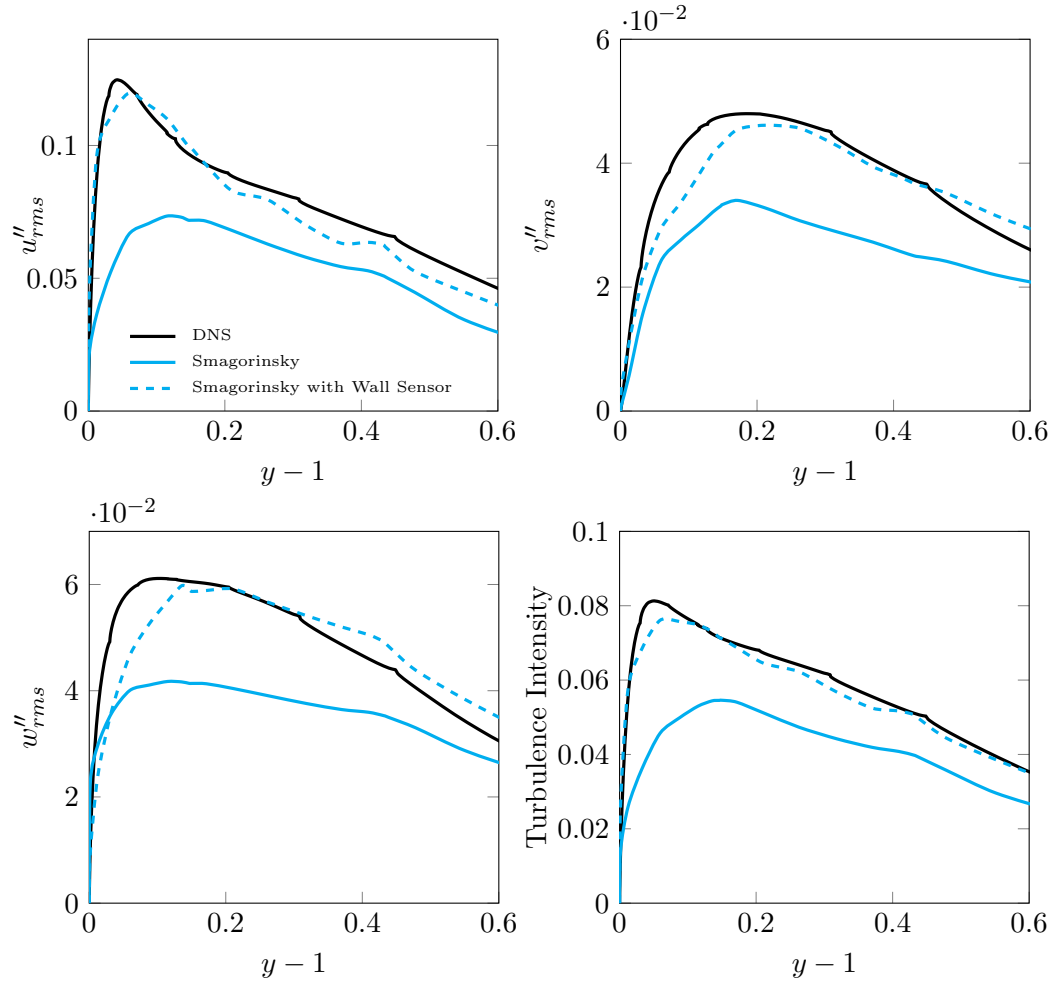 ·10−2
0.1
0.05
0
u″rms
DNS
Smagorinsky
Smagorinsky with Wall Sensor
0 0.2 0.4 0.6
y − 1
6
4
2
0
v″rms
0 0.2 0.4 0.6
y − 1
·10−2
6
4
2
0
w″rms
0 0.2 0.4 0.6
y − 1
0.1
0.08
0.06
0.04
0.02
0
Turbulence Intensity
0 0.2 0.4 0.6
y − 1